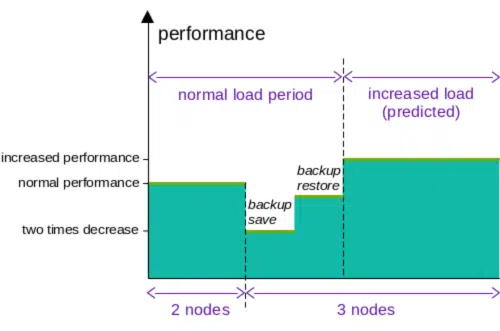 performance
normal load period
increased load
(predicted)
increased performance
normal performance
two times decrease
backup
save
backup
restore
2 nodes
3 nodes